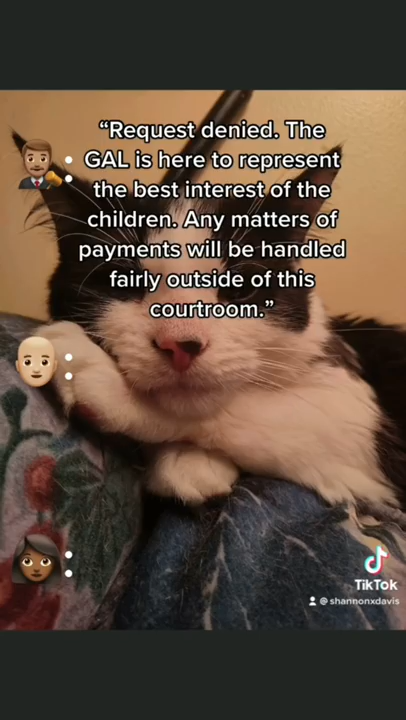 “Request denied. The
GAL is here to represent
the best interest of the
children. Any matters of
payments will be handled
fairly outside of this
courtroom.”
:
:
:
TikTok
@ shannonxdavis